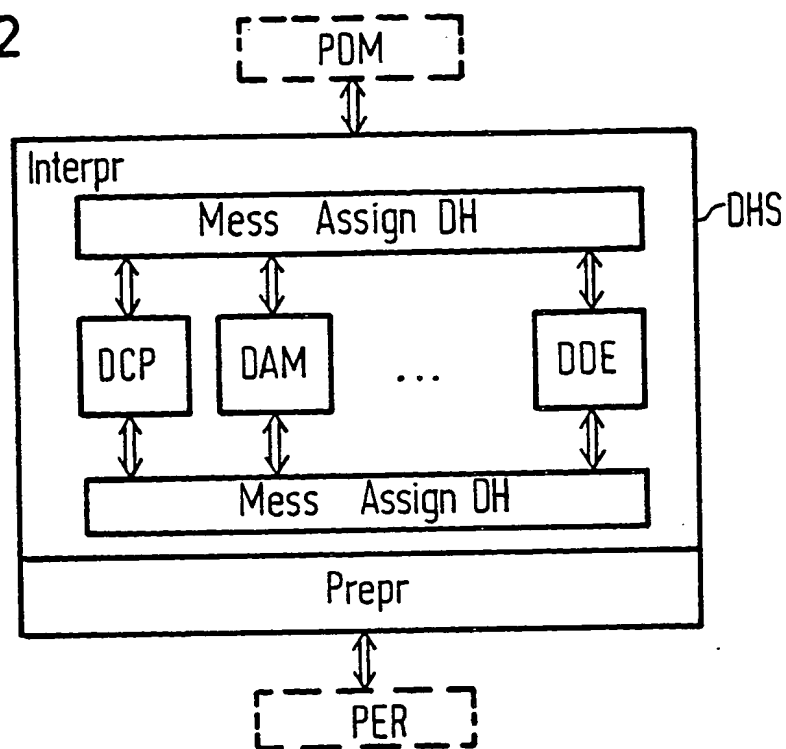 2
PDM
Interpr
Mess Assign DH
DHS
DCP DAM ... DDE
Mess Assign DH
Prepr
PER